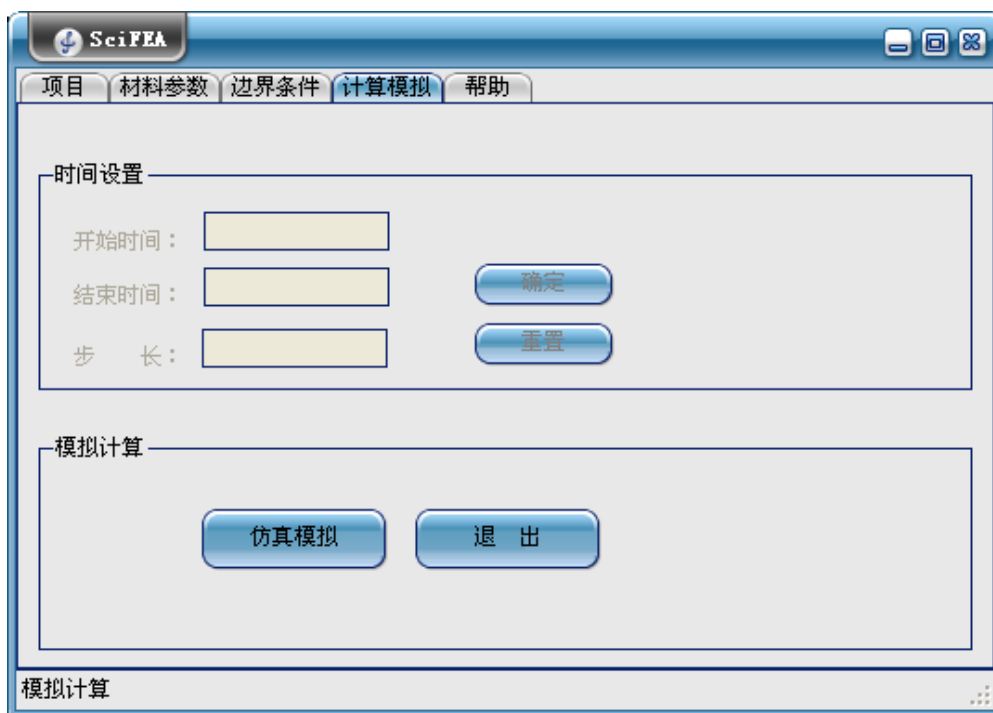 SciFEA
项目 材料参数 边界条件 计算模拟 帮助
时间设置
开始时间：
结束时间：
确定
步 长：
重置
模拟计算
仿真模拟 退 出
模拟计算